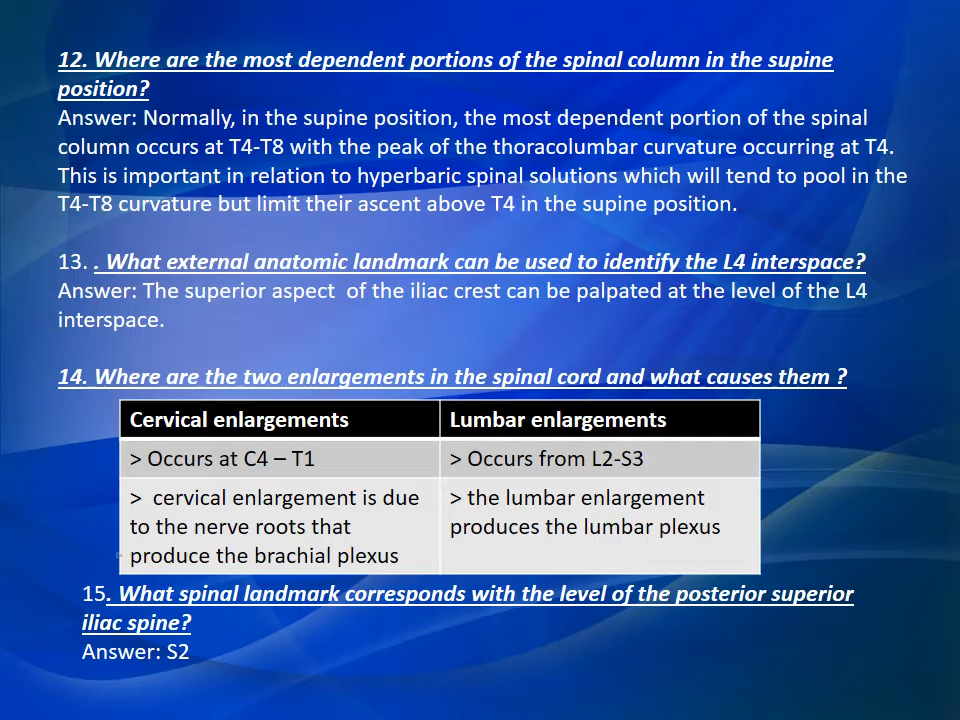 12. Where are the most dependent portions of the spinal column in the supine
position?
Answer: Normally, in the supine position, the most dependent portion of the spinal
column occurs at T4-T8 with the peak of the thoracolumbar curvature occurring at T4.
This is important in relation to hyperbaric spinal solutions which will tend to pool in the
T4-T8 curvature but limit their ascent above T4 in the supine position.
13. . What external anatomic landmark can be used to identify the L4 interspace?
Answer: The superior aspect  of the iliac crest can be palpated at the level of the L4
interspace.
14. Where are the two enlargements in the spinal cord and what causes them ?
Cervical enlargements
Lumbar enlargements
> Occurs at C4 – T1
> Occurs from L2-S3
>  cervical enlargement is due
to the nerve roots that
produce the brachial plexus
> the lumbar enlargement
produces the lumbar plexus
15. What spinal landmark corresponds with the level of the posterior superior
iliac spine?
Answer: S2